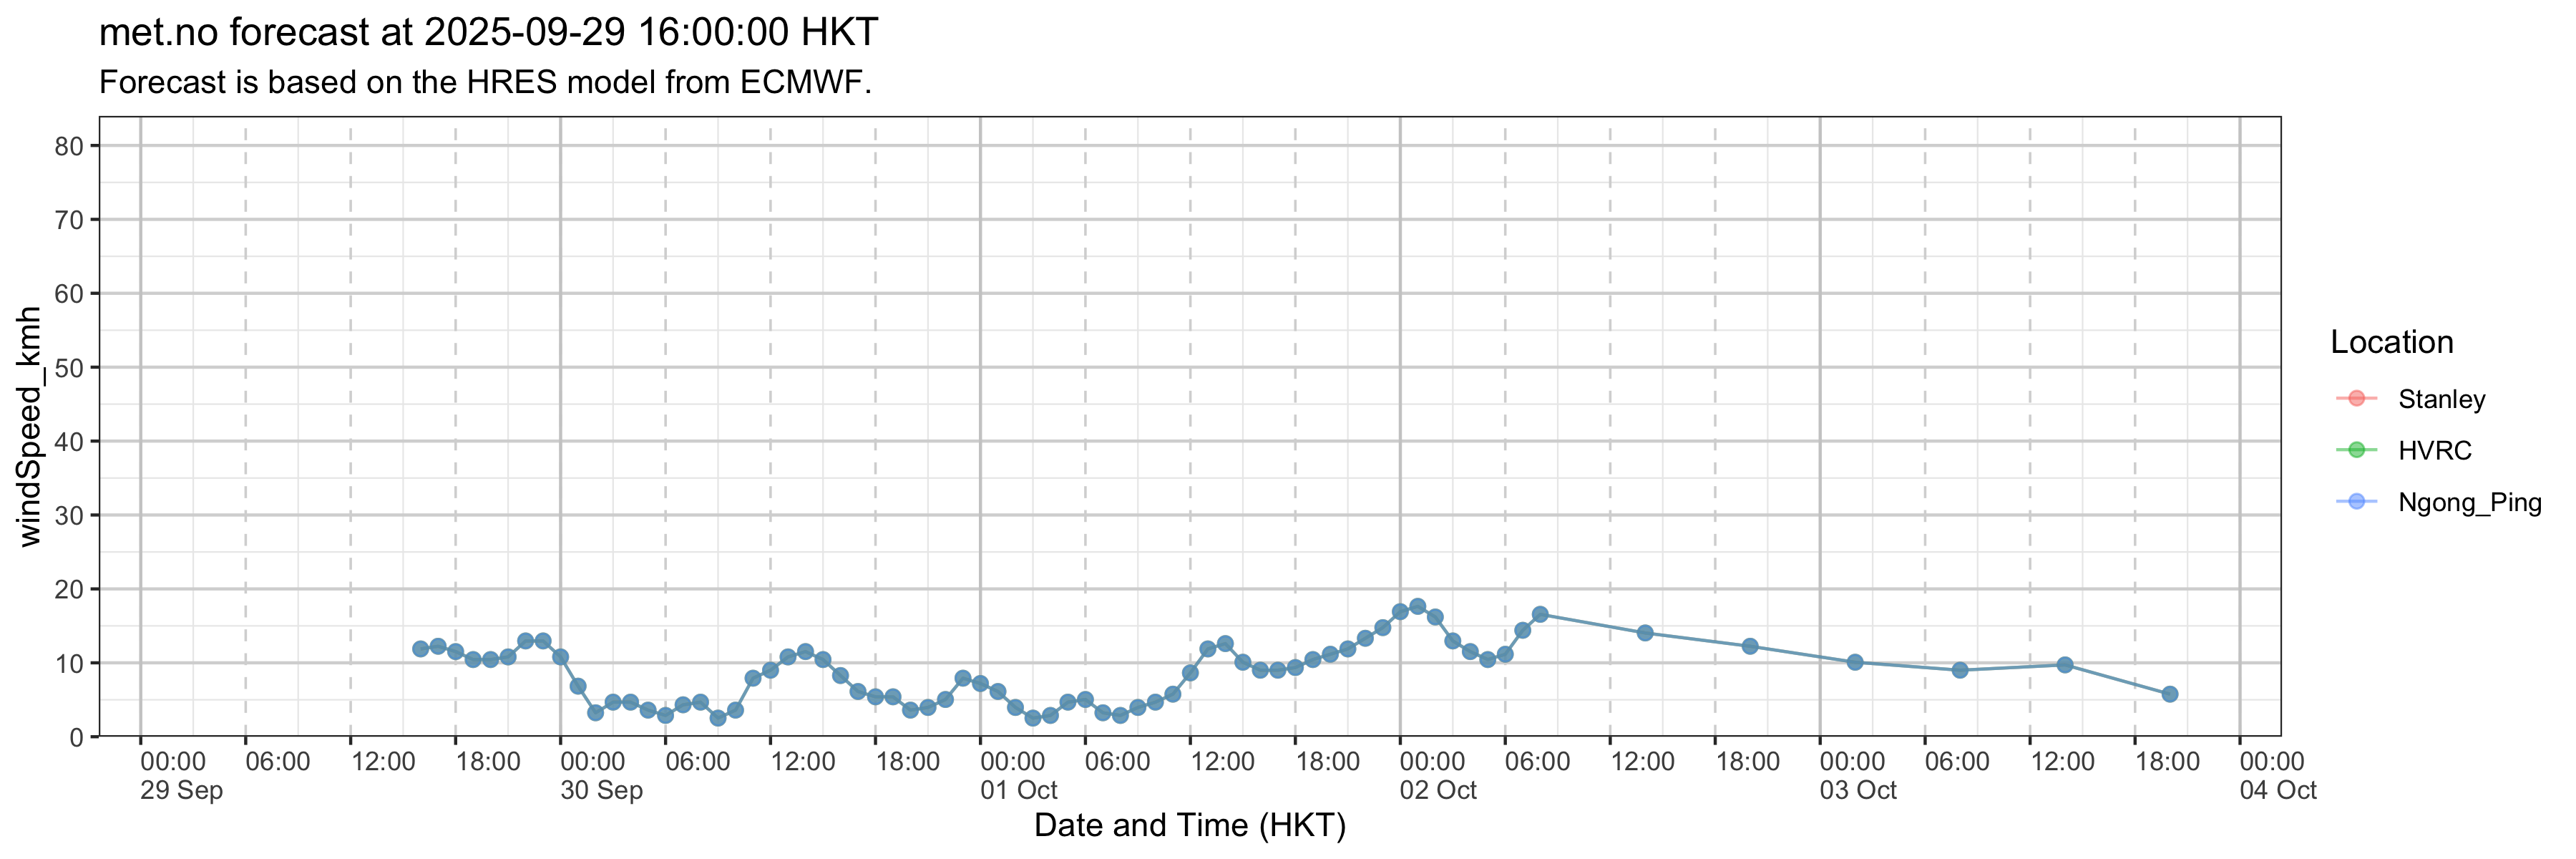 met.no forecast at 2025-09-29 16:00:00 HKT
Forecast is based on the HRES model from ECMWF.
windSpeed_kmh
80
70
60
50
40
30
20
10
0
00:00 06:00 12:00 18:00 00:00 06:00 12:00 18:00 00:00 06:00 12:00 18:00 00:00 06:00 12:00 18:00 00:00 06:00 12:00 18:00 00:00
29 Sep 30 Sep 01 Oct 02 Oct 03 Oct 04 Oct
Date and Time (HKT)
Location
Stanley
HVRC
Ngong_Ping